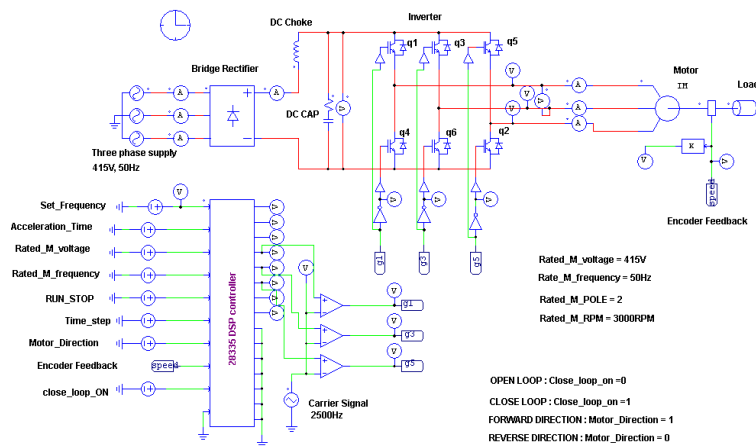 DC Choke
Inverter
q1
q3
q5
Bridge Rectifier
Motor
IM
Load
A
A
A
V
V
V
A
A
A
DC CAP
q4
q6
q2
K
V
Three phase supply
415V, 50Hz
speed
Encoder Feedback
V
Set_Frequency
Acceleration_Time
Rated_M_voltage
Rated_M_frequency
RUN_STOP
Time_step
Motor_Direction
Encoder Feedback
speed
close_loop_ON
28335 DSP controller
g1
g3
g5
V
V
g1
V
g3
V
g5
Carrier Signal
2500Hz
Rated_M_voltage = 415V
Rate_M_frequency = 50Hz
Rated_M_POLE = 2
Rated_M_RPM = 3000RPM
OPEN LOOP : Close_loop_on =0
CLOSE LOOP : Close_loop_on =1
FORWARD DIRECTION : Motor_Direction = 1
REVERSE DIRECTION : Motor_Direction = 0